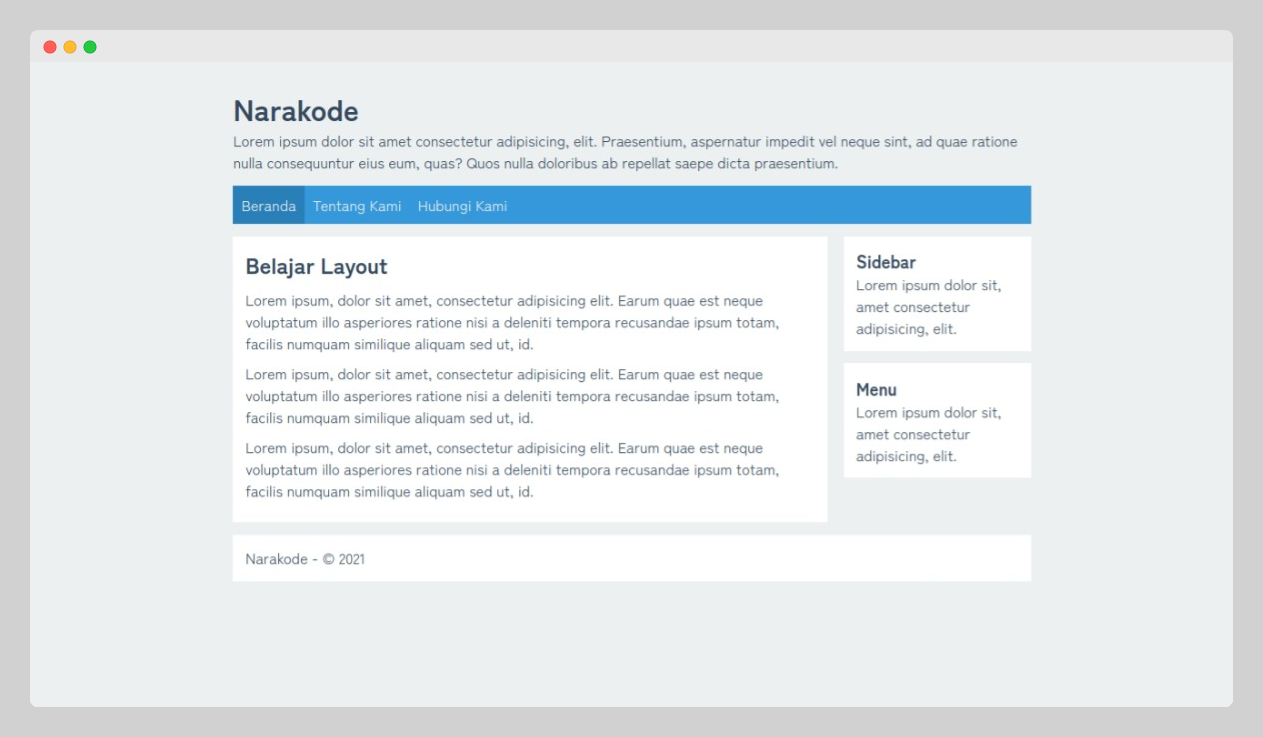 Narakode
Lorem ipsum dolor sit amet consectetur adipisicing, elit. Praesentium, aspernatur impedit vel neque sint, ad quae ratione
nulla consequuntur eius eum, quas? Quos nulla doloribus ab repellat saepe dicta praesentium.
Beranda Tentang Kami Hubungi Kami
Belajar Layout
Lorem ipsum, dolor sit amet, consectetur adipisicing elit. Earum quae est neque
voluptatum illo asperiores ratione nisi a deleniti tempora recusandae ipsum totam,
facilis numquam similique aliquam sed ut, id.
Lorem ipsum, dolor sit amet, consectetur adipisicing elit. Earum quae est neque
voluptatum illo asperiores ratione nisi a deleniti tempora recusandae ipsum totam,
facilis numquam similique aliquam sed ut, id.
Lorem ipsum, dolor sit amet, consectetur adipisicing elit. Earum quae est neque
voluptatum illo asperiores ratione nisi a deleniti tempora recusandae ipsum totam,
facilis numquam similique aliquam sed ut, id.
Sidebar
Lorem ipsum dolor sit,
amet consectetur
adipisicing, elit.
Menu
Lorem ipsum dolor sit,
amet consectetur
adipisicing, elit.
Narakode - © 2021